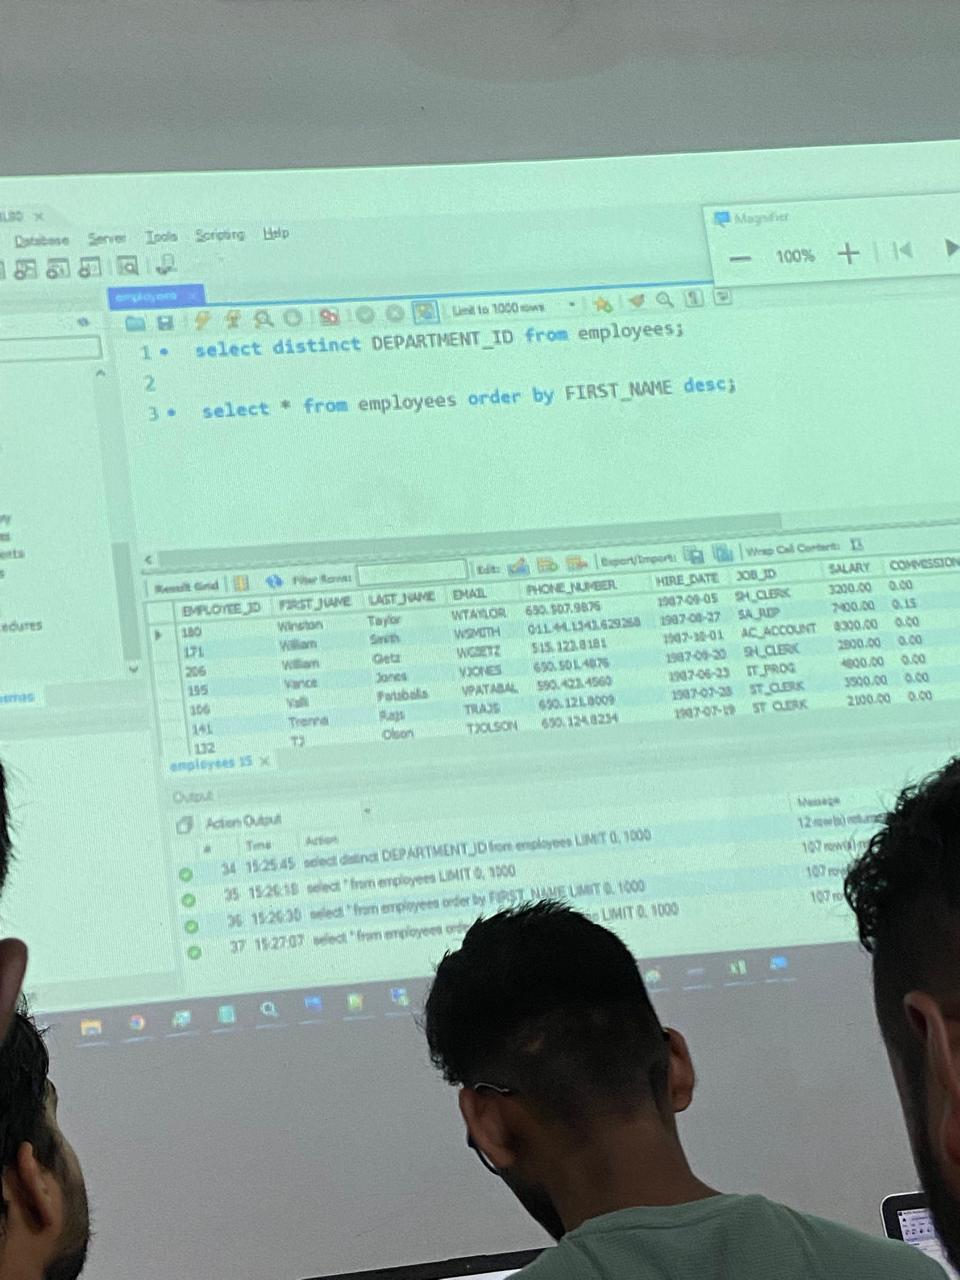 Magnifier
Database Server Tools Scripting Help
100%
employees
Limit to 1000 rows
1 select distinct DEPARTMENT_ID from employees;
2
3 select * from employees order by FIRST_NAME desc;
Result Grid Filter Rows: Edit: Export/Import: Wrap Cell Content:
EMPLOYEE_ID FIRST_NAME LAST_NAME EMAIL PHONE_NUMBER HIRE_DATE JOB_ID SALARY COMMISSION
180 Winston Taylor WTAYLOR 650.507.9876 1987-09-05 SH_CLERK 3200.00 0.00
171 William Smith WSMITH 011.44.1343.629268 1987-08-27 SA_REP 7400.00 0.15
206 William Gietz WGIETZ 515.123.8181 1987-10-01 AC_ACCOUNT 8300.00 0.00
195 Vance Jones VJONES 650.501.4876 1987-09-20 SH_CLERK 2800.00 0.00
106 Valli Pataballa VPATABAL 590.423.4560 1987-06-23 IT_PROG 4800.00 0.00
141 Trenna Rajs TRAJS 650.121.8009 1987-07-28 ST_CLERK 3500.00 0.00
132 TJ Olson TJOLSON 650.124.8234 1987-07-19 ST_CLERK 2100.00 0.00
employees 15
Output
Action Output
# Time Action Message
34 15:25:45 select distinct DEPARTMENT_ID from employees LIMIT 0, 1000 12 row(s) return
35 15:26:18 select * from employees LIMIT 0, 1000 107 row(s)
36 15:26:30 select * from employees order by FIRST_NAME LIMIT 0, 1000 107 row
37 15:27:07 select * from employees orde LIMIT 0, 1000 107 ro